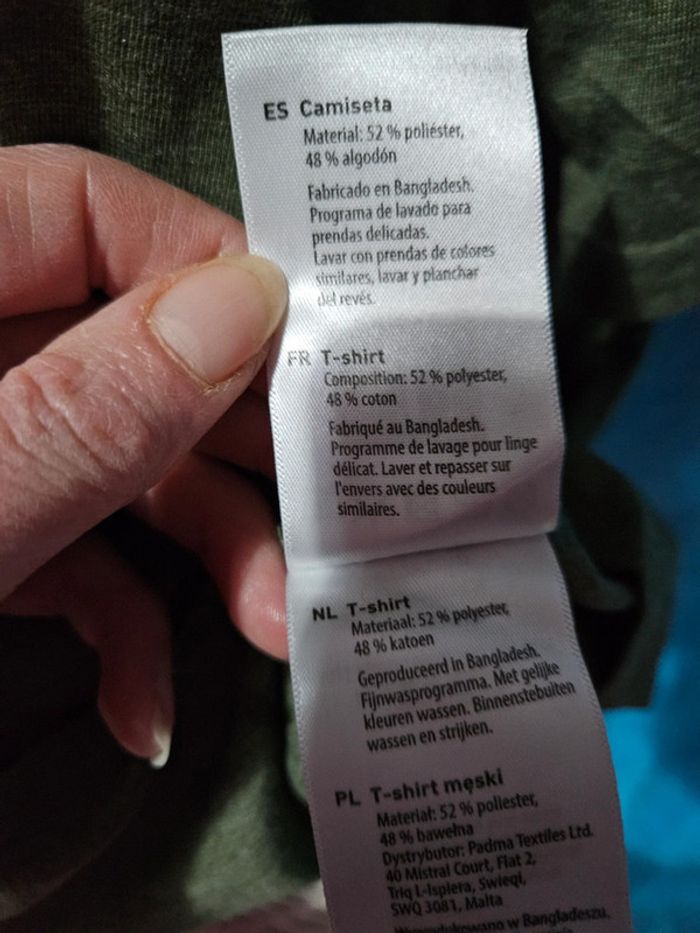 ES Camiseta
Material: 52 % poliéster,
48 % algodón
Fabricado en Bangladesh.
Programa de lavado para
prendas delicadas.
Lavar con prendas de colores
similares, lavar y planchar
del revés.
FR T-shirt
Composition: 52 % polyester,
48 % coton
Fabriqué au Bangladesh.
Programme de lavage pour linge
délicat. Laver et repasser sur
l'envers avec des couleurs
similaires.
NL T-shirt
Materiaal: 52 % polyester,
48 % katoen
Geproduceerd in Bangladesh.
Fijnwasprogramma. Met gelijke
kleuren wassen. Binnenstebuiten
wassen en strijken.
PL T-shirt męski
Materiał: 52 % poliester,
48 % bawełna
Dystrybutor: Padma Textiles Ltd.
40 Mistral Court, Flat 2,
Triq L-Ispiera, Swieqi,
SWQ 3081, Malta
Wyprodukowano w Bangladeszu.